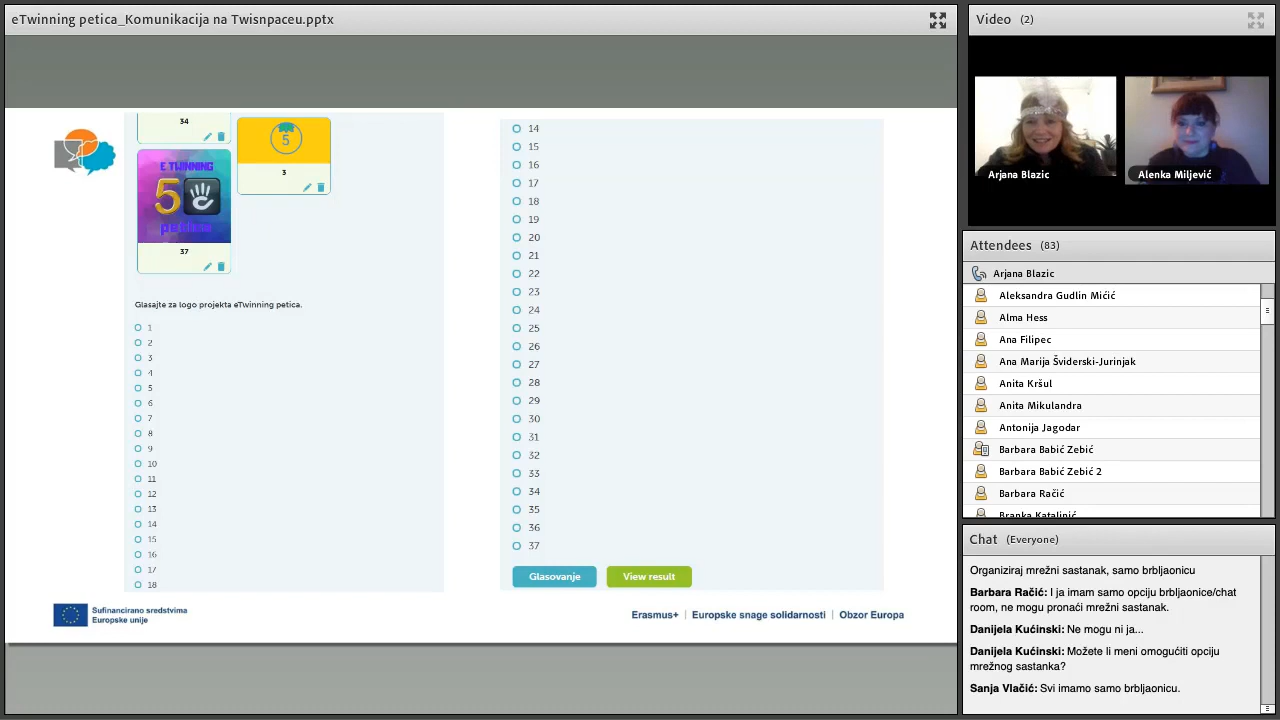 eTwinning petica_Komunikacija na Twisnpaceu.pptx
34
5
3
E TWINNING
5
petica
37
Glasajte za logo projekta eTwinning petica.
1
2
3
4
5
6
7
8
9
10
11
12
13
14
15
16
17
18
14
15
16
17
18
19
20
21
22
23
24
25
26
27
28
29
30
31
32
33
34
35
36
37
Glasovanje
View result
Sufinancirano sredstvima
Europske unije
Erasmus+ | Europske snage solidarnosti | Obzor Europa
Video (2)
Arjana Blazic
Alenka Miljević
Attendees (83)
Arjana Blazic
Aleksandra Gudlin Mićić
Alma Hess
Ana Filipec
Ana Marija Šviderski-Jurinjak
Anita Kršul
Anita Mikulandra
Antonija Jagodar
Barbara Babić Zebić
Barbara Babić Zebić 2
Barbara Račić
Branka Katalinić
Chat (Everyone)
Organiziraj mrežni sastanak, samo brbljaonicu
Barbara Račić: I ja imam samo opciju brbljaonice/chat
room, ne mogu pronaći mrežni sastanak.
Danijela Kućinski: Ne mogu ni ja...
Danijela Kućinski: Možete li meni omogućiti opciju
mrežnog sastanka?
Sanja Vlačić: Svi imamo samo brbljaonicu.